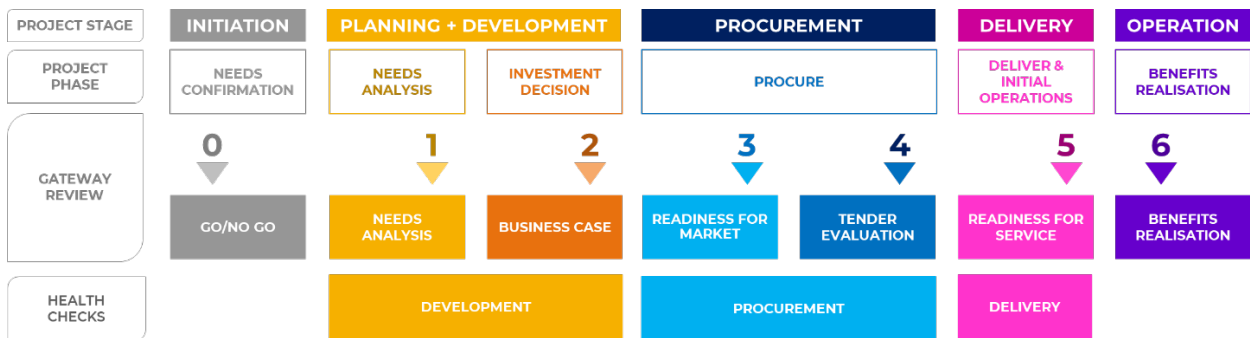 PROJECT STAGE
INITIATION
PLANNING + DEVELOPMENT
PROCUREMENT
DELIVERY
OPERATION
PROJECT
PHASE
NEEDS
CONFIRMATION
NEEDS
ANALYSIS
INVESTMENT
DECISION
PROCURE
DELIVER &
INITIAL
OPERATIONS
BENEFITS
REALISATION
GATEWAY
REVIEW
0
1
2
3
4
5
6
GO/NO GO
NEEDS
ANALYSIS
BUSINESS CASE
READINESS FOR
MARKET
TENDER
EVALUATION
READINESS FOR
SERVICE
BENEFITS
REALISATION
HEALTH
CHECKS
DEVELOPMENT
PROCUREMENT
DELIVERY